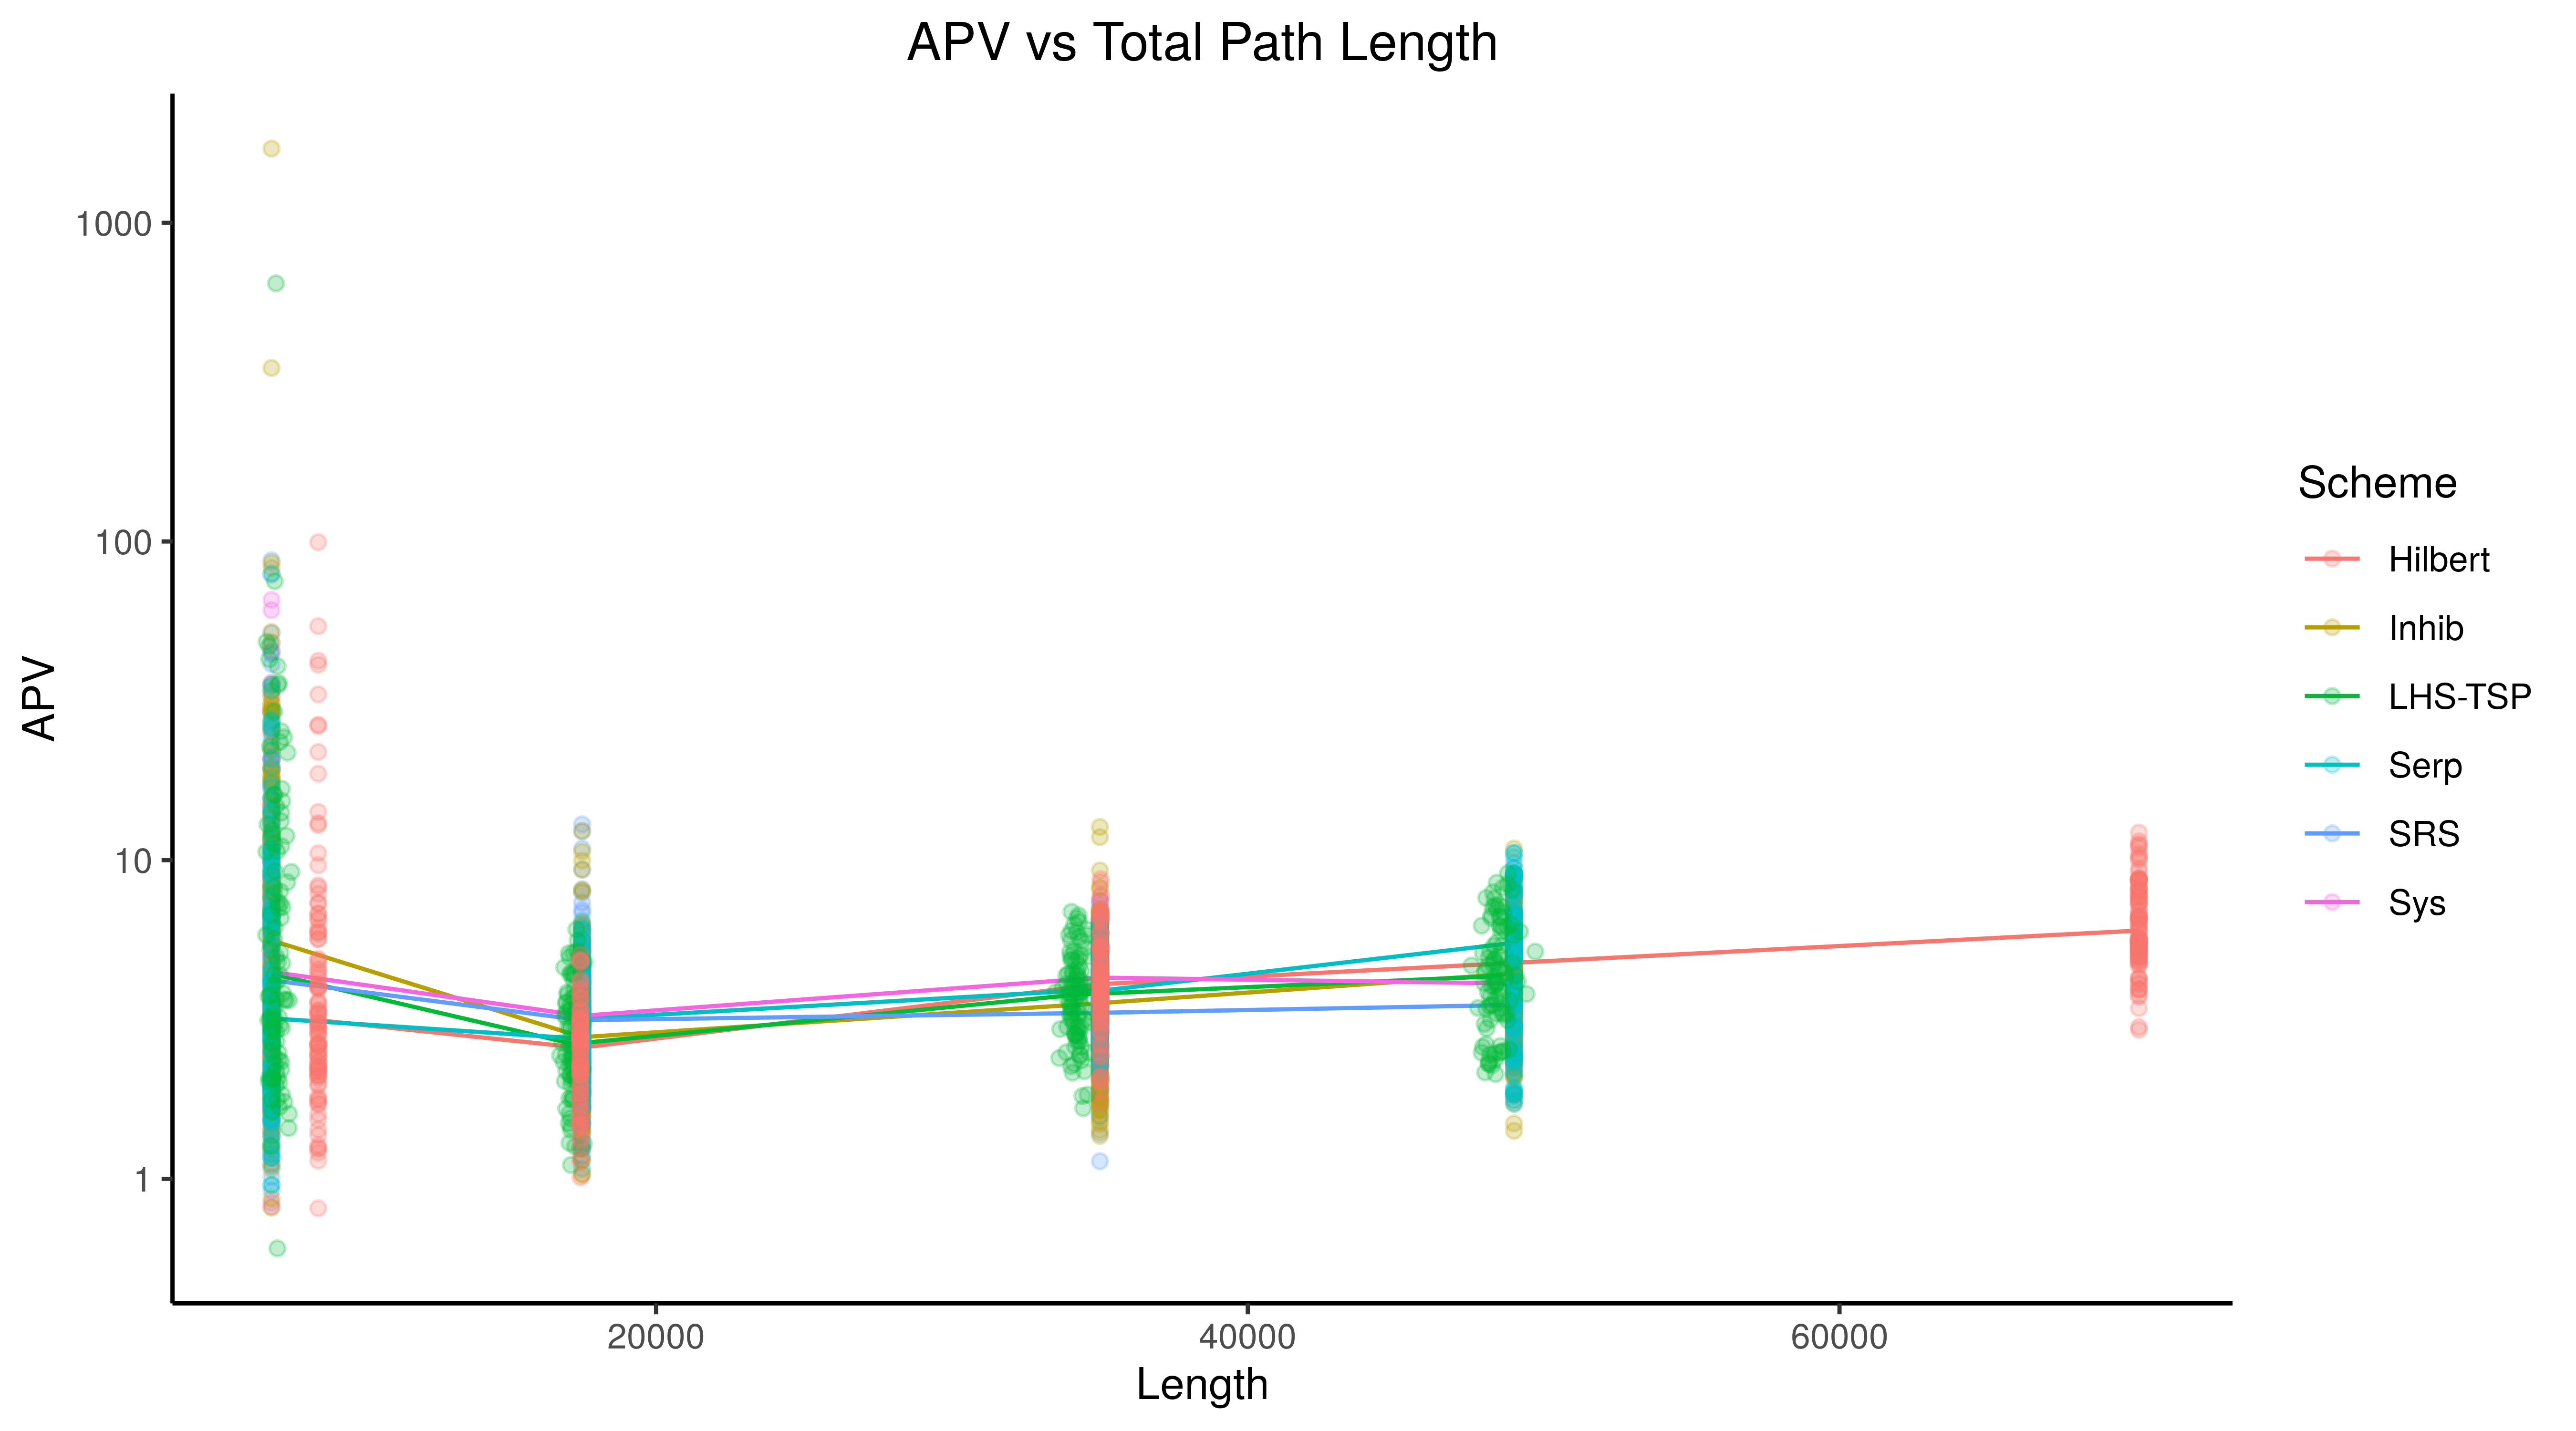 APV vs Total Path Length
APV
1000
100
10
1
20000
40000
60000
Length
Scheme
Hilbert
Inhib
LHS-TSP
Serp
SRS
Sys